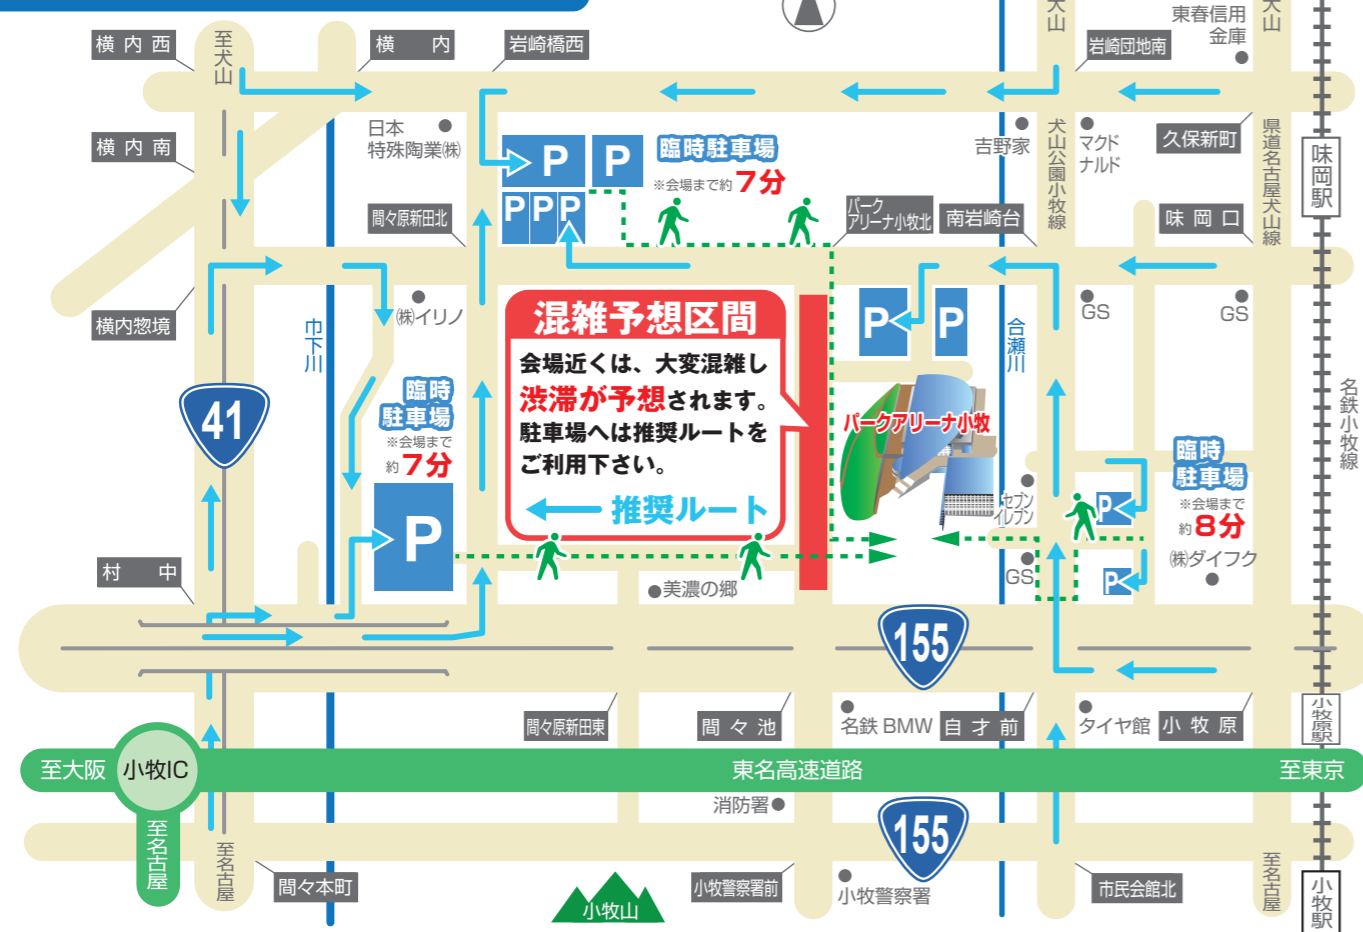 犬山
東春信用
金庫
犬山
横内西
至犬山
横　内
岩崎橋西
岩崎団地南
日本
特殊陶業㈱
横内南
P
P
臨時駐車場
※会場まで約7分
吉野家
犬山公園小牧線
マクド
ナルド
久保新町
県道名古屋犬山線
味岡駅
間々原新田北
P
P
P
パーク
アリーナ小牧北
南岩崎台
味岡口
横内惣境
巾下川
㈱イリノ
混雑予想区間
会場近くは、大変混雑し
渋滞が予想されます。
駐車場へは推奨ルートを
ご利用下さい。
推奨ルート
P
P
合瀬川
GS
GS
名鉄小牧線
41
臨時
駐車場
※会場まで
約7分
P
パークアリーナ小牧
セブン
イレブン
臨時
駐車場
※会場まで
約8分
P
P
㈱ダイフク
GS
村　中
美濃の郷
155
間々原新田東
間々池
名鉄 BMW
自才前
タイヤ館
小牧原
小牧原駅
至大阪
小牧IC
東名高速道路
至東京
至名古屋
至名古屋
消防署
155
間々本町
小牧山
小牧警察署前
小牧警察署
市民会館北
至名古屋
小牧駅